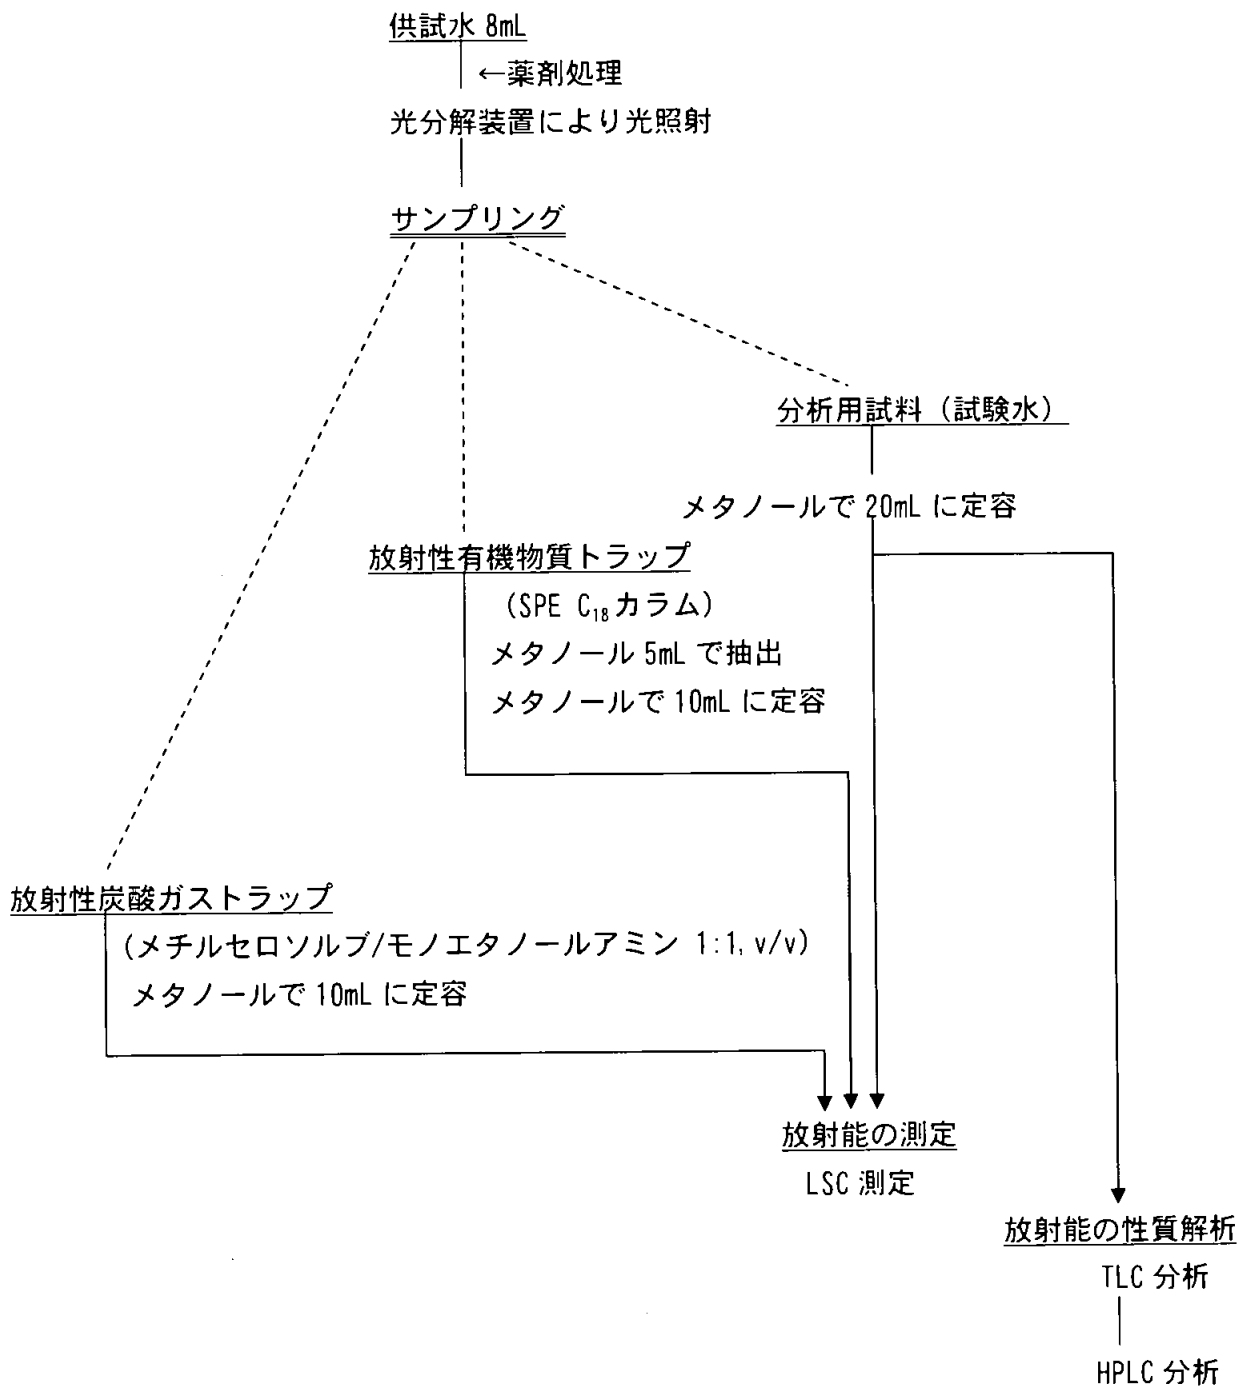 供試水 8mL
←薬剤処理
光分解装置により光照射
サンプリング
分析用試料（試験水）
メタノールで 20mL に定容
放射性有機物質トラップ
（SPE C₁₈カラム）
メタノール 5mL で抽出
メタノールで 10mL に定容
放射性炭酸ガストラップ
(メチルセロソルブ/モノエタノールアミン 1:1, v/v)
メタノールで 10mL に定容
放射能の測定
LSC 測定
放射能の性質解析
TLC 分析
HPLC 分析